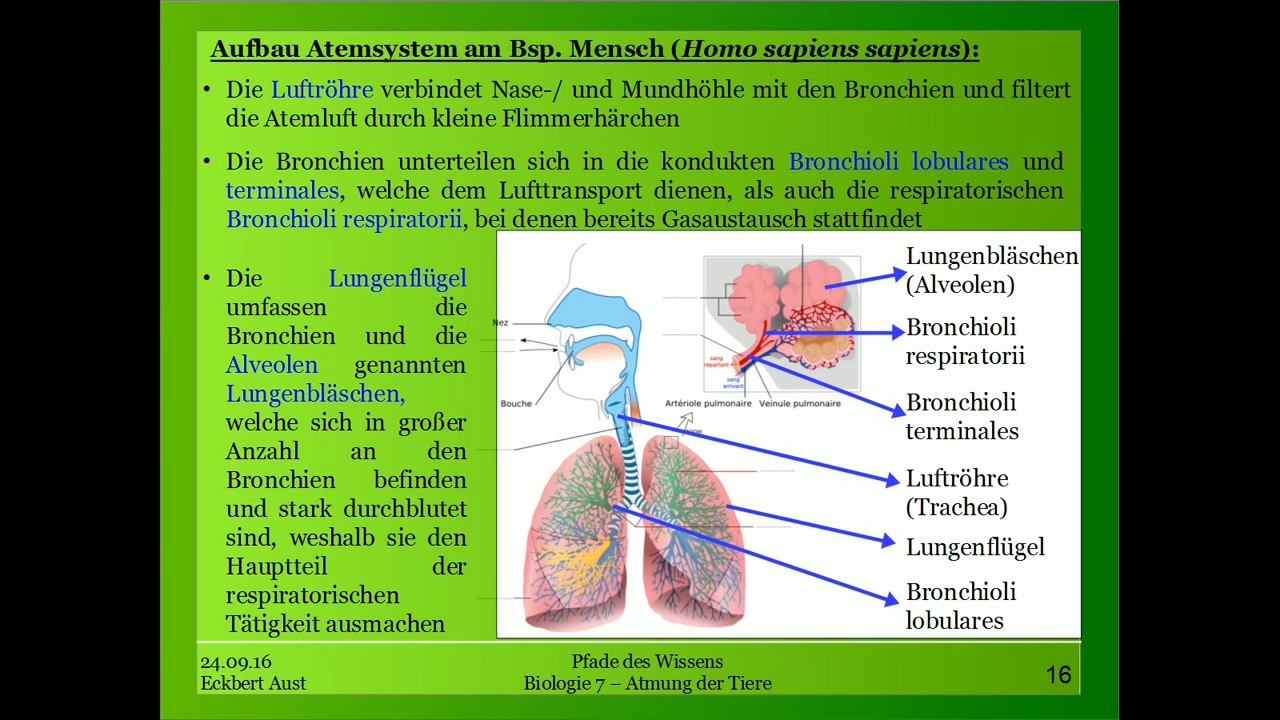 Aufbau Atemsystem am Bsp. Mensch (Homo sapiens sapiens):
• Die Luftröhre verbindet Nase-/ und Mundhöhle mit den Bronchien und filtert
die Atemluft durch kleine Flimmerhärchen
• Die Bronchien unterteilen sich in die kondukten Bronchioli lobulares und
terminales, welche dem Lufttransport dienen, als auch die respiratorischen
Bronchioli respiratorii, bei denen bereits Gasaustausch stattfindet
• Die Lungenflügel
umfassen die
Bronchien und die
Alveolen genannten
Lungenbläschen,
welche sich in großer
Anzahl an den
Bronchien befinden
und stark durchblutet
sind, weshalb sie den
Hauptteil der
respiratorischen
Tätigkeit ausmachen
Nez
Bouche
sang
repartant
sang
arrivant
Artériole pulmonaire
Veinule pulmonaire
Lungenbläschen
(Alveolen)
Bronchioli
respiratorii
Bronchioli
terminales
Luftröhre
(Trachea)
Lungenflügel
Bronchioli
lobulares
24.09.16
Eckbert Aust
Pfade des Wissens
Biologie 7 – Atmung der Tiere
16